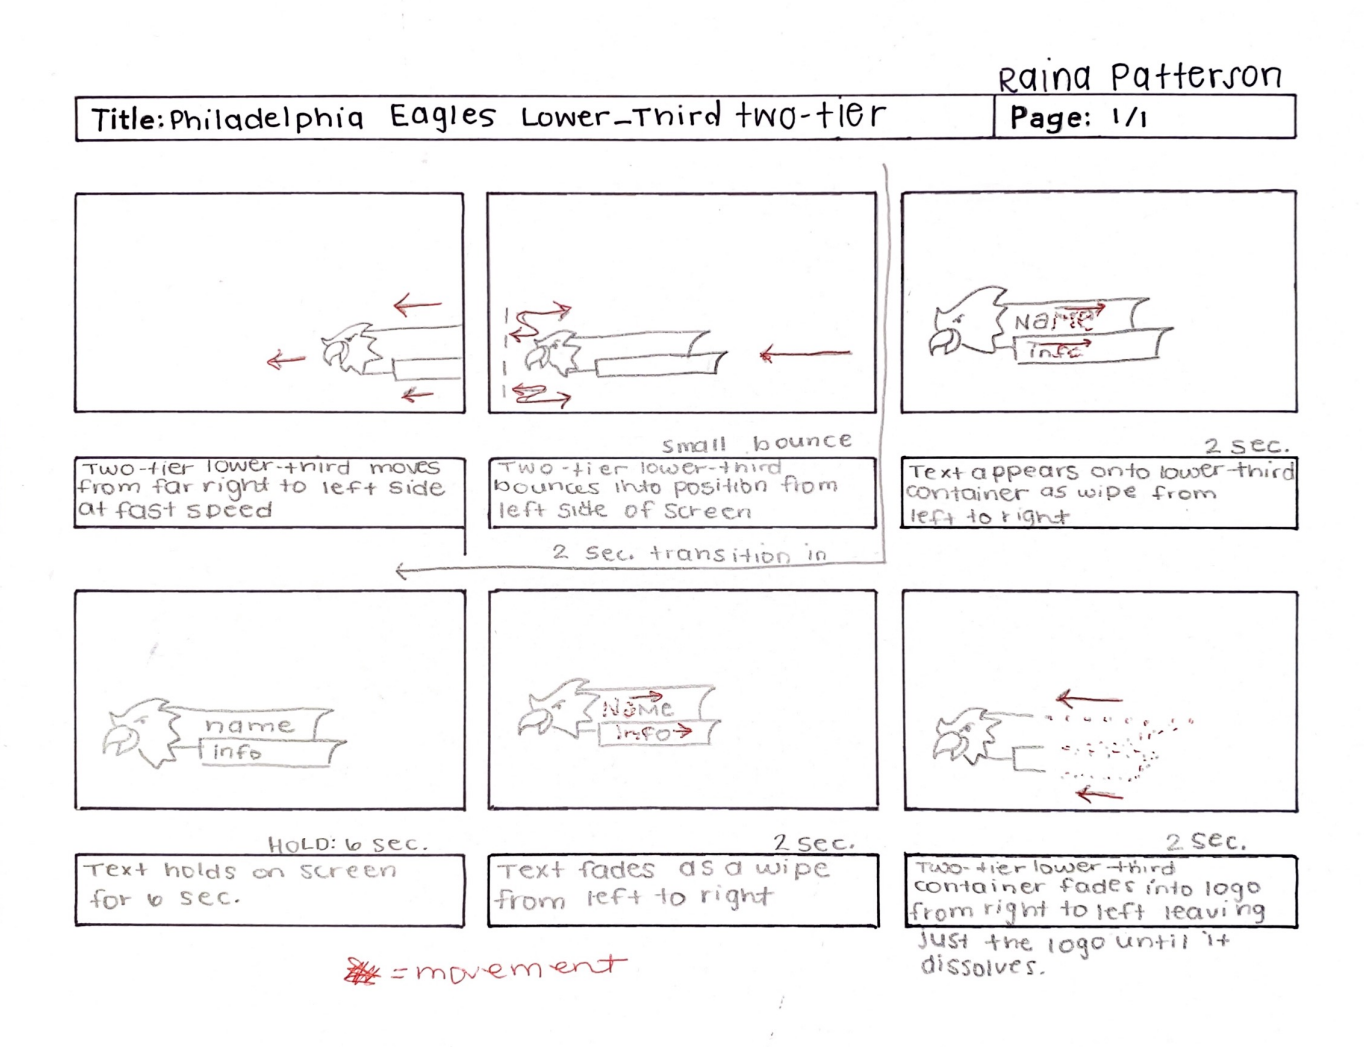 Raina Patterson
Title: Philadelphia Eagles Lower-Third two-tier
Page: 1/1
Name
info
small bounce
2 sec.
Two-tier lower-third moves
from far right to left side
at fast speed
Two-tier lower-third
bounces into position from
left side of screen
Text appears onto lower-third
container as wipe from
left to right
2 sec. transition in
name
info
Name
info
HOLD: 6 sec.
2 sec.
2 sec.
Text holds on screen
for 6 sec.
Text fades as a wipe
from left to right
Two-tier lower-third
container fades into logo
from right to left leaving
just the logo until it
dissolves.
= movement